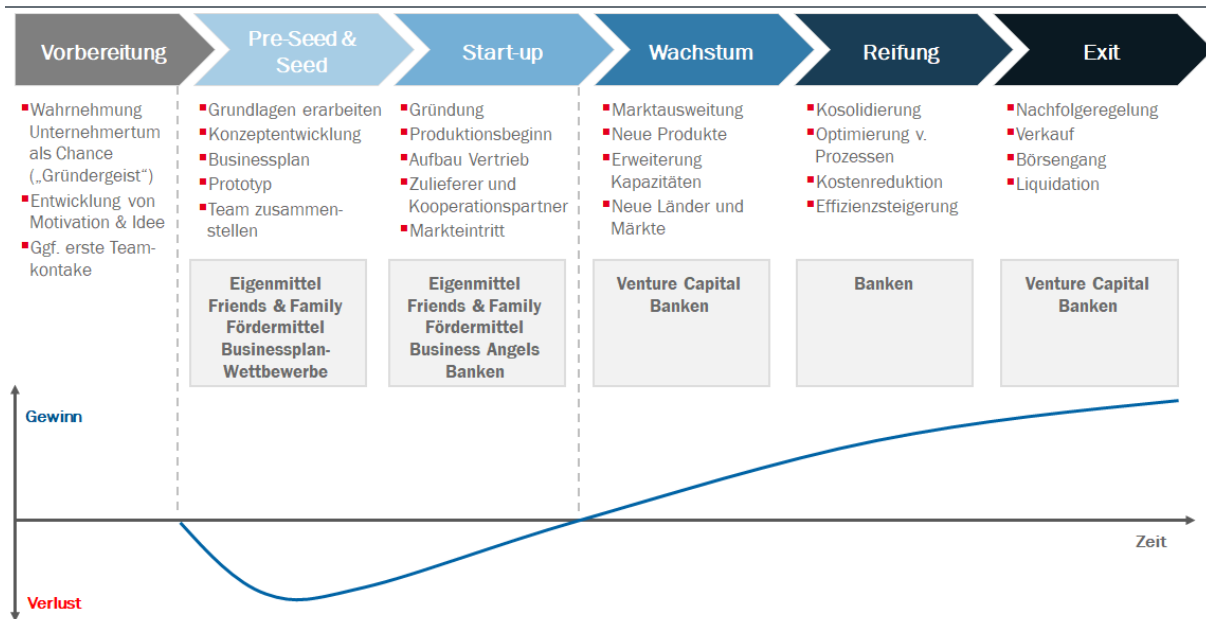 Vorbereitung
Pre-Seed &
Seed
Start-up
Wachstum
Reifung
Exit
Wahrnehmung
Unternehmertum
als Chance
(„Gründergeist“)
Entwicklung von
Motivation & Idee
Ggf. erste Team-
kontake
Grundlagen erarbeiten
Konzeptentwicklung
Businessplan
Prototyp
Team zusammen-
stellen
Gründung
Produktionsbeginn
Aufbau Vertrieb
Zulieferer und
Kooperationspartner
Markteintritt
Marktausweitung
Neue Produkte
Erweiterung
Kapazitäten
Neue Länder und
Märkte
Kosolidierung
Optimierung v.
Prozessen
Kostenreduktion
Effizienzsteigerung
Nachfolgeregelung
Verkauf
Börsengang
Liquidation
Eigenmittel
Friends & Family
Fördermittel
Businessplan-
Wettbewerbe
Eigenmittel
Friends & Family
Fördermittel
Business Angels
Banken
Venture Capital
Banken
Banken
Venture Capital
Banken
Gewinn
Zeit
Verlust